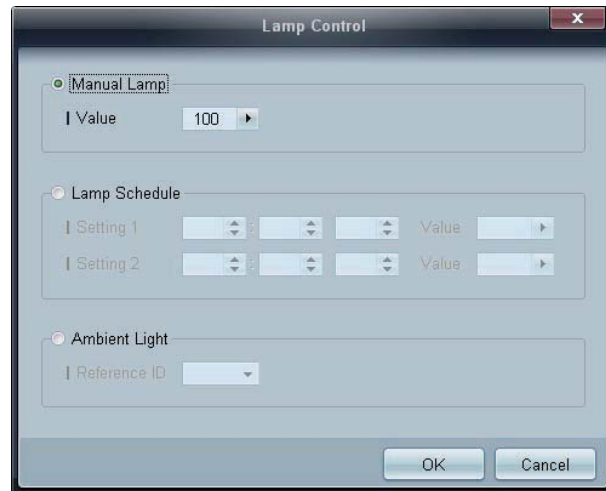 Lamp Control
Manual Lamp
Value 100
Lamp Schedule
Setting 1 : Value
Setting 2 : Value
Ambient Light
Reference ID
OK Cancel